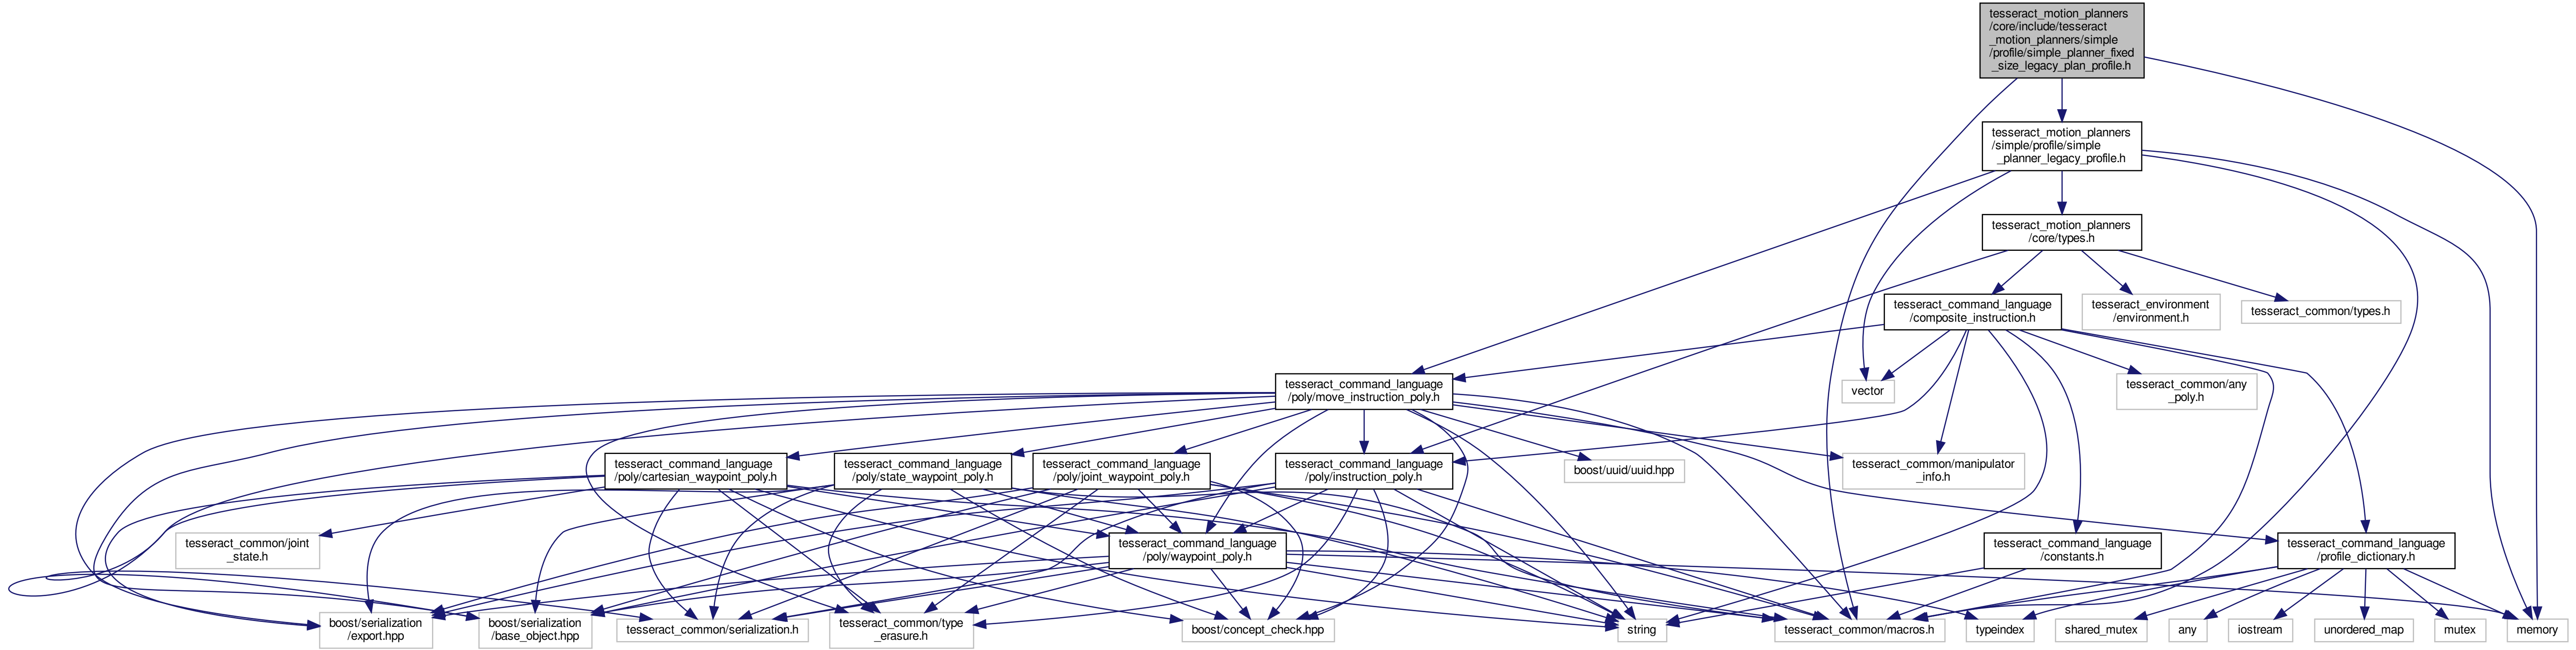 tesseract_motion_planners
/core/include/tesseract
_motion_planners/simple
/profile/simple_planner_fixed
_size_legacy_plan_profile.h
tesseract_motion_planners
/simple/profile/simple
_planner_legacy_profile.h
tesseract_motion_planners
/core/types.h
tesseract_command_language
/composite_instruction.h
tesseract_environment
/environment.h
tesseract_common/types.h
tesseract_command_language
/poly/move_instruction_poly.h
vector
tesseract_common/any
_poly.h
tesseract_command_language
/poly/cartesian_waypoint_poly.h
tesseract_command_language
/poly/state_waypoint_poly.h
tesseract_command_language
/poly/joint_waypoint_poly.h
tesseract_command_language
/poly/instruction_poly.h
boost/uuid/uuid.hpp
tesseract_common/manipulator
_info.h
tesseract_common/joint
_state.h
tesseract_command_language
/poly/waypoint_poly.h
tesseract_command_language
/constants.h
tesseract_command_language
/profile_dictionary.h
boost/serialization
/export.hpp
boost/serialization
/base_object.hpp
tesseract_common/serialization.h
tesseract_common/type
_erasure.h
boost/concept_check.hpp
string
tesseract_common/macros.h
typeindex
shared_mutex
any
iostream
unordered_map
mutex
memory